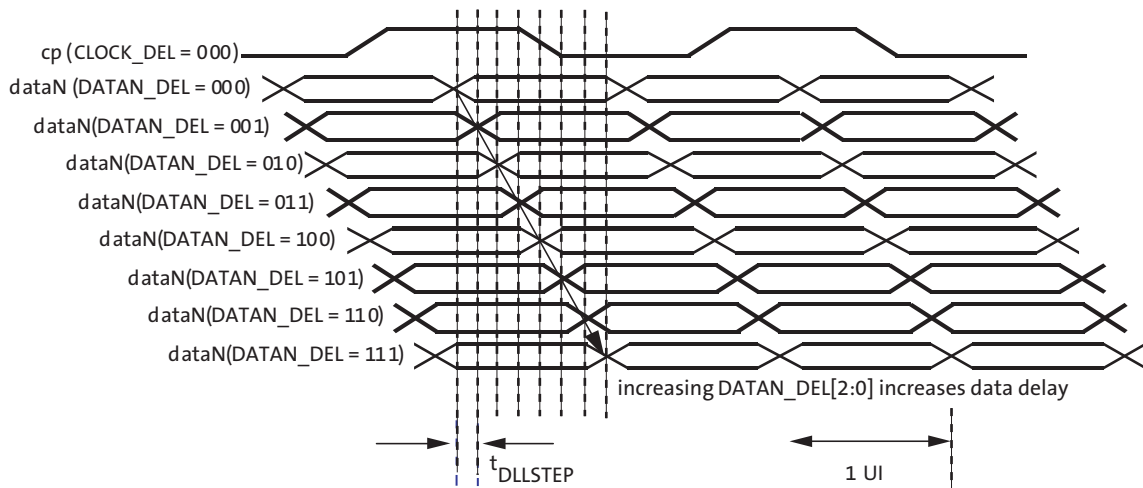 cp (CLOCK_DEL = 000)
dataN (DATAN_DEL = 000)
dataN(DATAN_DEL = 001)
dataN(DATAN_DEL = 010)
dataN(DATAN_DEL = 011)
dataN(DATAN_DEL = 100)
dataN(DATAN_DEL = 101)
dataN(DATAN_DEL = 110)
dataN(DATAN_DEL = 111)
increasing DATAN_DEL[2:0] increases data delay
tDLLSTEP
1 UI